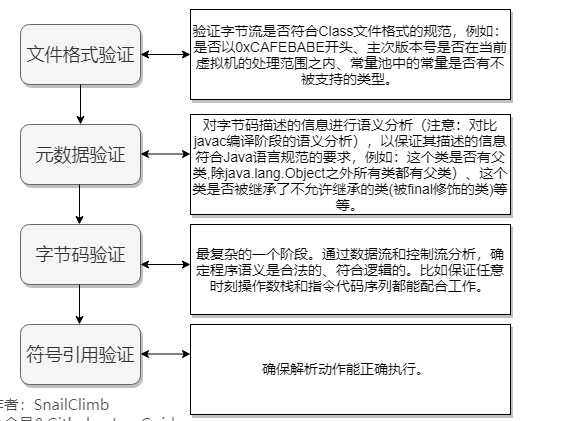 文件格式验证
验证字节流是否符合Class文件格式的规范，例如：
是否以0xCAFEBABE开头、主次版本号是否在当前
虚拟机的处理范围之内、常量池中的常量是否有不
被支持的类型。
元数据验证
对字节码描述的信息进行语义分析（注意：对比
javac编译阶段的语义分析），以保证其描述的信息
符合Java语言规范的要求，例如：这个类是否有父
类,除java.lang.Object之外所有类都有父类）、这个
类是否被继承了不允许继承的类(被final修饰的类)等
等。
字节码验证
最复杂的一个阶段。通过数据流和控制流分析，确
定程序语义是合法的、符合逻辑的。比如保证任意
时刻操作数栈和指令代码序列都能配合工作。
符号引用验证
确保解析动作能正确执行。
者：SnailClimb